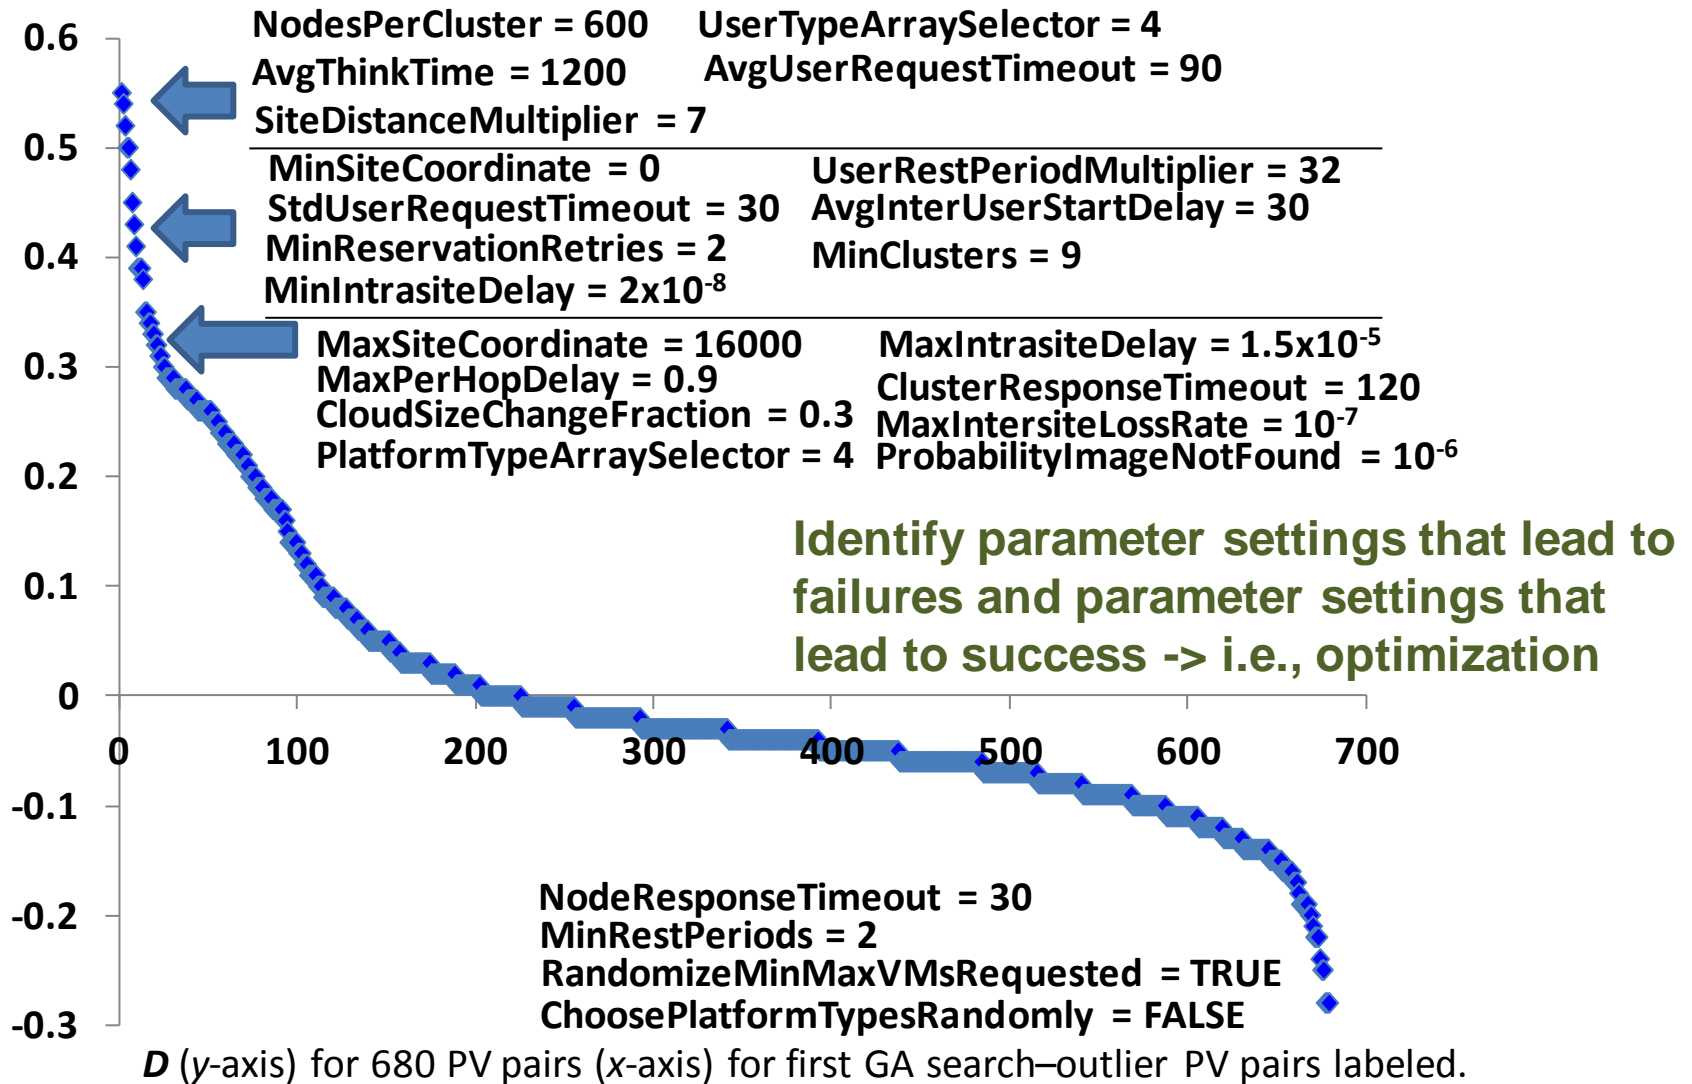 NodesPerCluster = 600 UserTypeArraySelector = 4
AvgThinkTime = 1200 AvgUserRequestTimeout = 90
SiteDistanceMultiplier = 7
MinSiteCoordinate = 0 UserRestPeriodMultiplier = 32
StdUserRequestTimeout = 30 AvgInterUserStartDelay = 30
MinReservationRetries = 2 MinClusters = 9
MinIntrasiteDelay = 2x10⁻⁸
MaxSiteCoordinate = 16000 MaxIntrasiteDelay = 1.5x10⁻⁵
MaxPerHopDelay = 0.9 ClusterResponseTimeout = 120
CloudSizeChangeFraction = 0.3 MaxIntersiteLossRate = 10⁻⁷
PlatformTypeArraySelector = 4 ProbabilityImageNotFound = 10⁻⁶
Identify parameter settings that lead to
failures and parameter settings that
lead to success -> i.e., optimization
0.6
0.5
0.4
0.3
0.2
0.1
0
-0.1
-0.2
-0.3
0 100 200 300 400 500 600 700
NodeResponseTimeout = 30
MinRestPeriods = 2
RandomizeMinMaxVMsRequested = TRUE
ChoosePlatformTypesRandomly = FALSE
D (y-axis) for 680 PV pairs (x-axis) for first GA search–outlier PV pairs labeled.